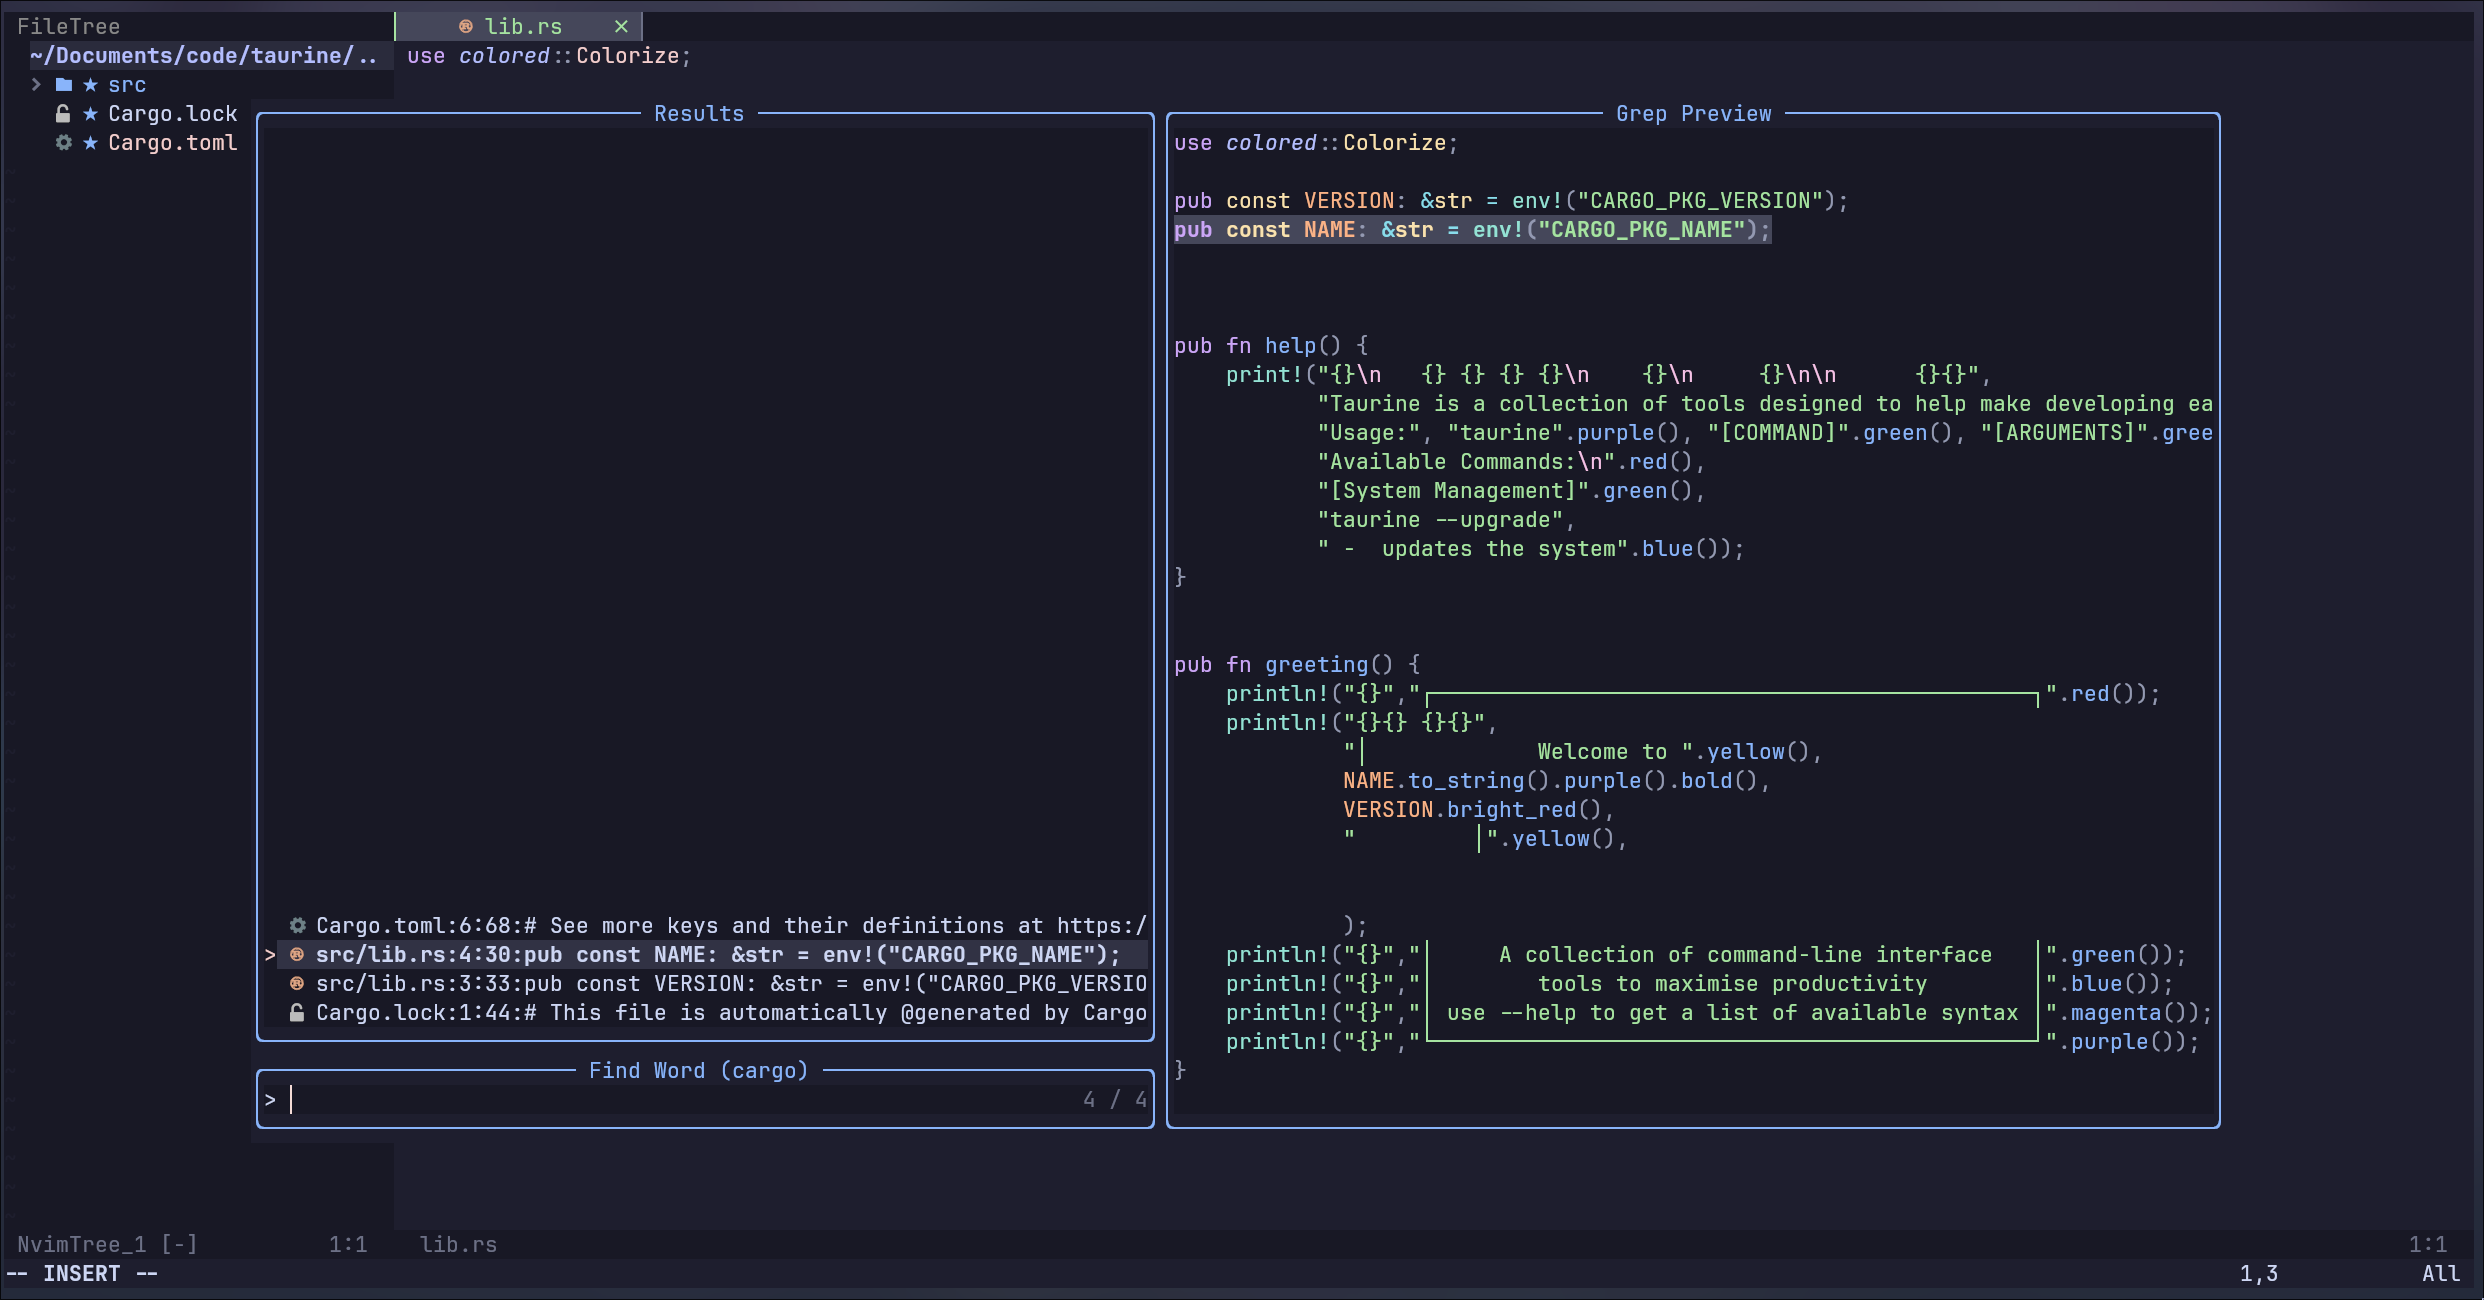 FileTree
lib.rs
~/Documents/code/taurine/..
use colored::Colorize;
src
Cargo.lock
Cargo.toml
Results
Cargo.toml:6:68:# See more keys and their definitions at https:/
> src/lib.rs:4:30:pub const NAME: &str = env!("CARGO_PKG_NAME");
src/lib.rs:3:33:pub const VERSION: &str = env!("CARGO_PKG_VERSIO
Cargo.lock:1:44:# This file is automatically @generated by Cargo
Find Word (cargo)
> 4 / 4
Grep Preview
use colored::Colorize;
pub const VERSION: &str = env!("CARGO_PKG_VERSION");
pub const NAME: &str = env!("CARGO_PKG_NAME");
pub fn help() {
    print!("{}\n   {} {} {} {}\n    {}\n     {}\n\n      {}{}",
           "Taurine is a collection of tools designed to help make developing ea
           "Usage:", "taurine".purple(), "[COMMAND]".green(), "[ARGUMENTS]".gree
           "Available Commands:\n".red(),
           "[System Management]".green(),
           "taurine --upgrade",
           " -  updates the system".blue());
}
pub fn greeting() {
    println!("{}","┌───────────────────────────────────────────────┐".red());
    println!("{}{} {}{}",
             "│             Welcome to ".yellow(),
             NAME.to_string().purple().bold(),
             VERSION.bright_red(),
             "         │".yellow(),
             );
    println!("{}","│     A collection of command-line interface    │".green());
    println!("{}","│        tools to maximise productivity         │".blue());
    println!("{}","│ use --help to get a list of available syntax │".magenta());
    println!("{}","└───────────────────────────────────────────────┘".purple());
}
NvimTree_1 [-] 1:1 lib.rs 1:1
-- INSERT -- 1,3 All